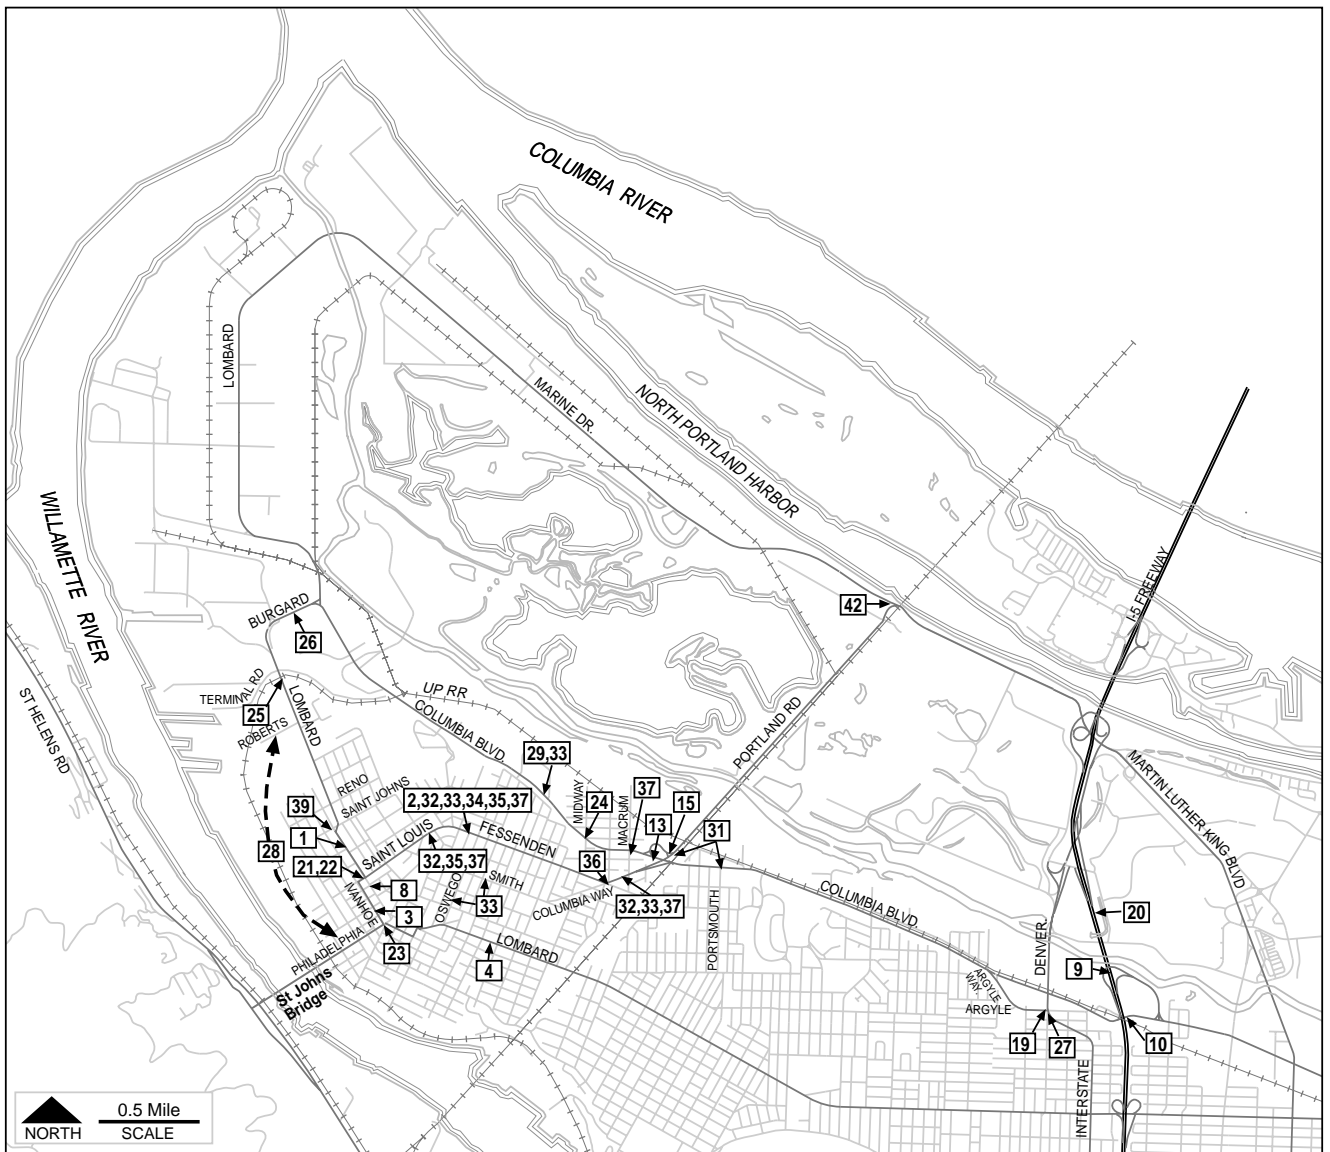 COLUMBIA RIVER
LOMBARD
MARINE DR.
NORTH PORTLAND HARBOR
WILLAMETTE RIVER
I-5 FREEWAY
42
BURGARD
26
TERMINAL RD
25
ROBERTS
LOMBARD
UP RR
COLUMBIA BLVD.
ST HELENS RD
PORTLAND RD
29,33
MIDWAY
24
MACRUM
37
15
13
31
MARTIN LUTHER KING BLVD
RENO
SAINT JOHNS
2,32,33,34,35,37
39
1
28
21,22
SAINT LOUIS
FESSENDEN
32,35,37
36
8
IVANHOE
OSWEGO
SMITH
33
COLUMBIA WAY
32,33,37
3
23
PHILADELPHIA
St Johns
Bridge
LOMBARD
4
PORTSMOUTH
COLUMBIA BLVD.
20
DENVER.
9
ARGYLE
WAY.
ARGYLE
19
27
10
INTERSTATE
NORTH
0.5 Mile
SCALE